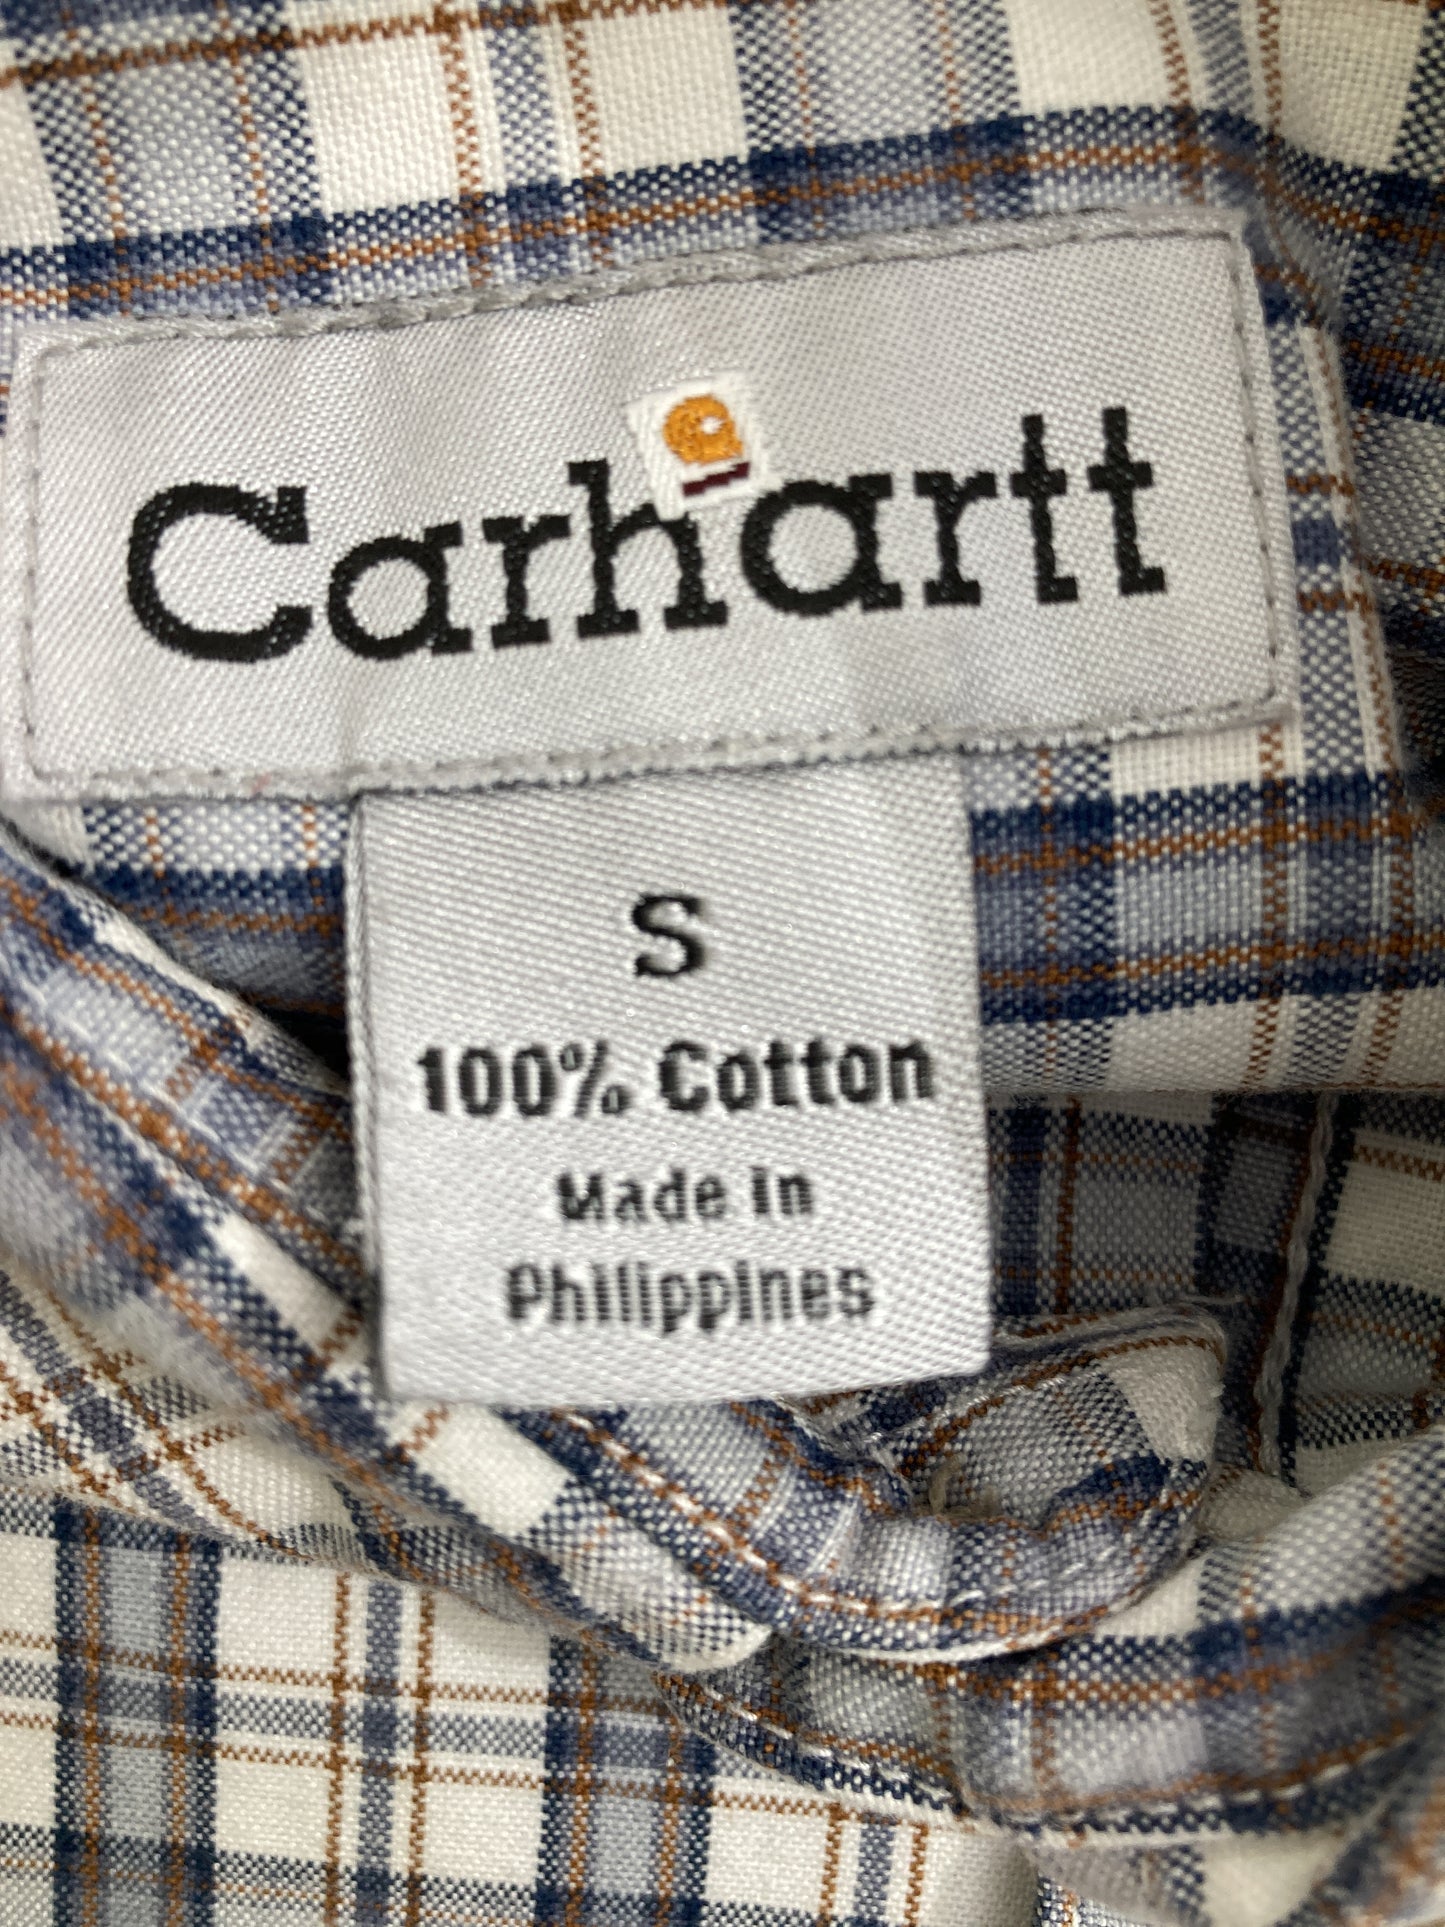 Carhartt
S
100% Cotton
Made in
Philippines